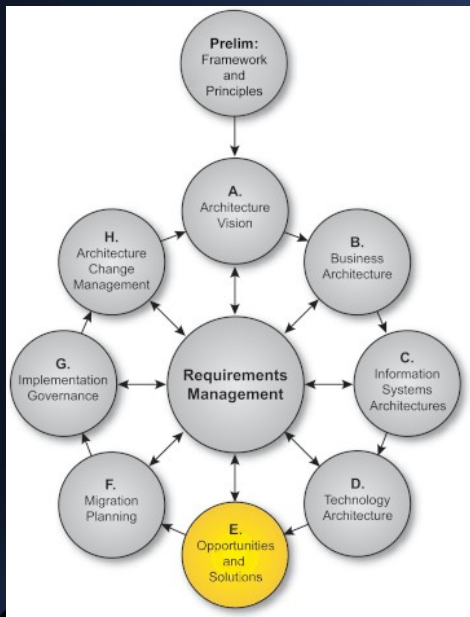 Prelim:
Framework
and
Principles
A.
Architecture
Vision
B.
Business
Architecture
C.
Information
Systems
Architectures
D.
Technology
Architecture
E.
Opportunities
and
Solutions
F.
Migration
Planning
G.
Implementation
Governance
H.
Architecture
Change
Management
Requirements
Management